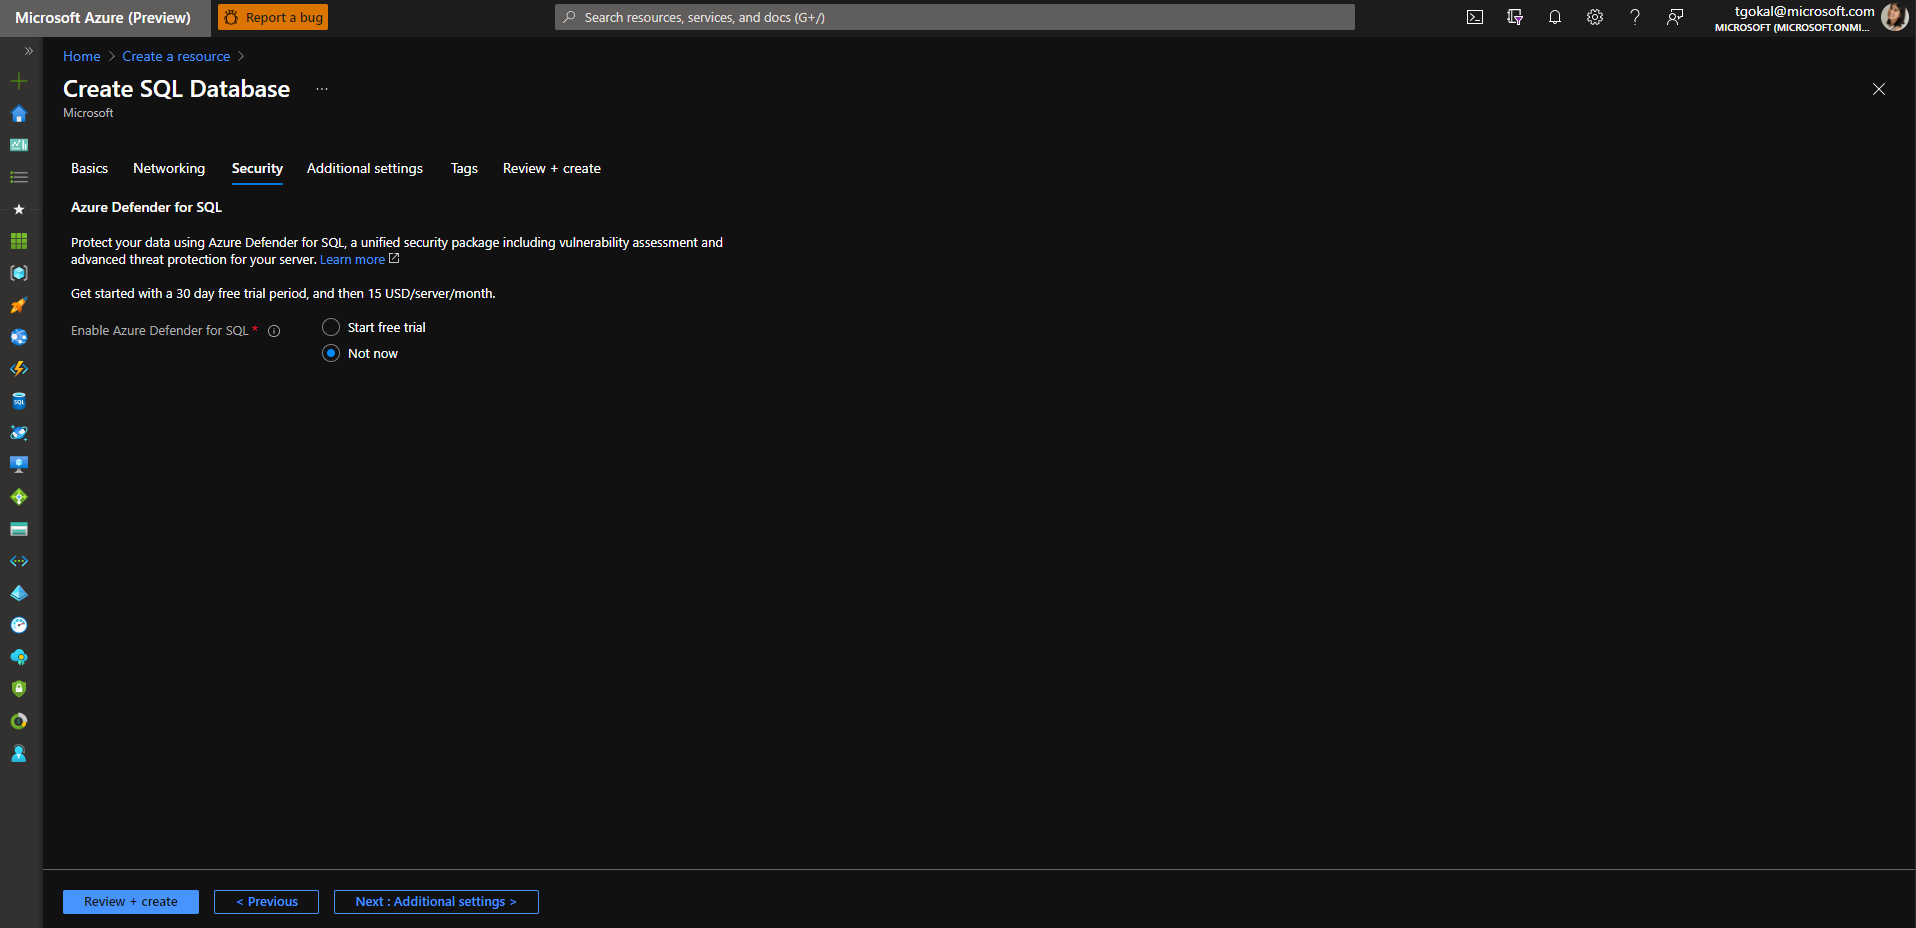 Microsoft Azure (Preview)
Report a bug
Search resources, services, and docs (G+/)
tgokal@microsoft.com
MICROSOFT (MICROSOFT.ONMI...
Home > Create a resource >
Create SQL Database ...
Microsoft
Basics Networking Security Additional settings Tags Review + create
Azure Defender for SQL
Protect your data using Azure Defender for SQL, a unified security package including vulnerability assessment and
advanced threat protection for your server. Learn more
Get started with a 30 day free trial period, and then 15 USD/server/month.
Enable Azure Defender for SQL *
Start free trial
Not now
SQL
Review + create
< Previous
Next : Additional settings >